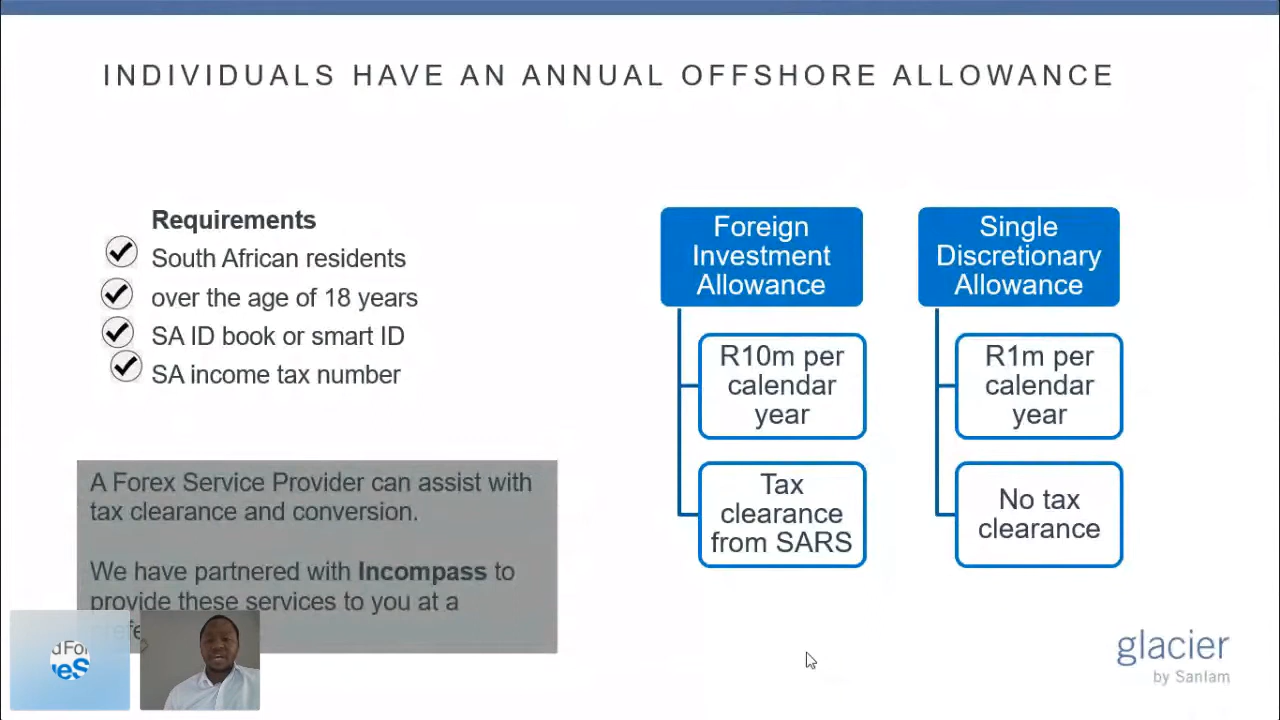 INDIVIDUALS HAVE AN ANNUAL OFFSHORE ALLOWANCE
Requirements
South African residents
over the age of 18 years
SA ID book or smart ID
SA income tax number
A Forex Service Provider can assist with
tax clearance and conversion.
We have partnered with Incompass to
provide these services to you at a
Foreign
Investment
Allowance
R10m per
calendar
year
Tax
clearance
from SARS
Single
Discretionary
Allowance
R1m per
calendar
year
No tax
clearance
glacier
by Sanlam